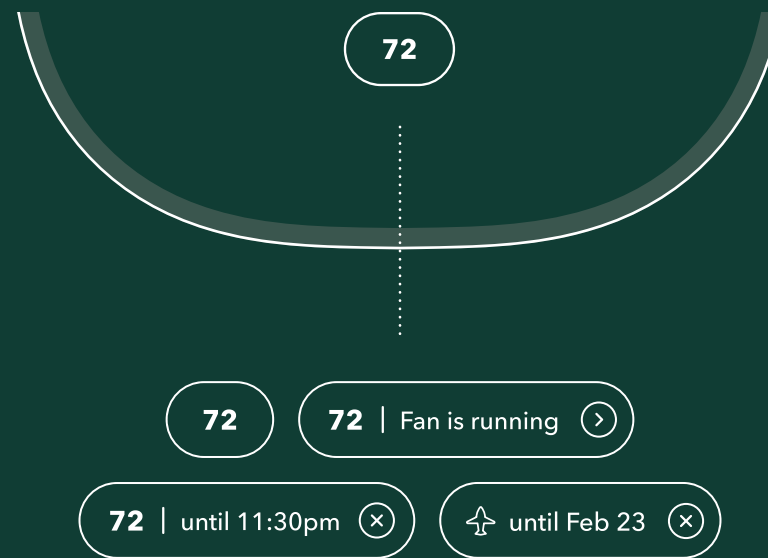 72
72
72 | Fan is running
72 | until 11:30pm
until Feb 23